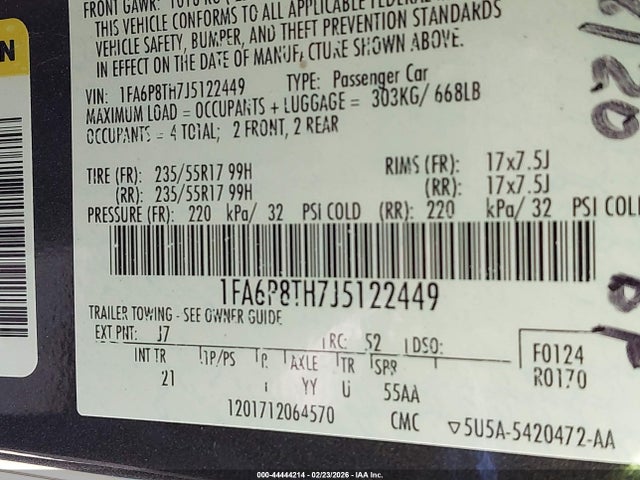 THIS VEHICLE CONFORMS TO ALL APPLICABLE FEDERAL
VEHICLE SAFETY, BUMPER, AND THEFT PREVENTION STANDARDS
IN EFFECT ON THE DATE OF MANUFACTURE SHOWN ABOVE.
VIN: 1FA6P8TH7J5122449 TYPE: Passenger Car
MAXIMUM LOAD = OCCUPANTS + LUGGAGE = 303KG/ 668LB
OCCUPANTS = 4 TOTAL; 2 FRONT, 2 REAR
TIRE (FR): 235/55R17 99H RIMS (FR): 17x7.5J
(RR): 235/55R17 99H (RR): 17x7.5J
PRESSURE (FR): 220 kPa/ 32 PSI COLD (RR): 220 kPa/ 32 PSI COLD
1FA6P8TH7J5122449
TRAILER TOWING - SEE OWNER GUIDE
EXT PNT: J7 RC: 52 DSO:
F0124
R0170
INT TR TP/PS R AXLE TR SPR
21 YY U 55AA
1201712064570 CMC 5U5A-5420472-AA
000-44444214 - 02/23/2026 - IAA Inc.